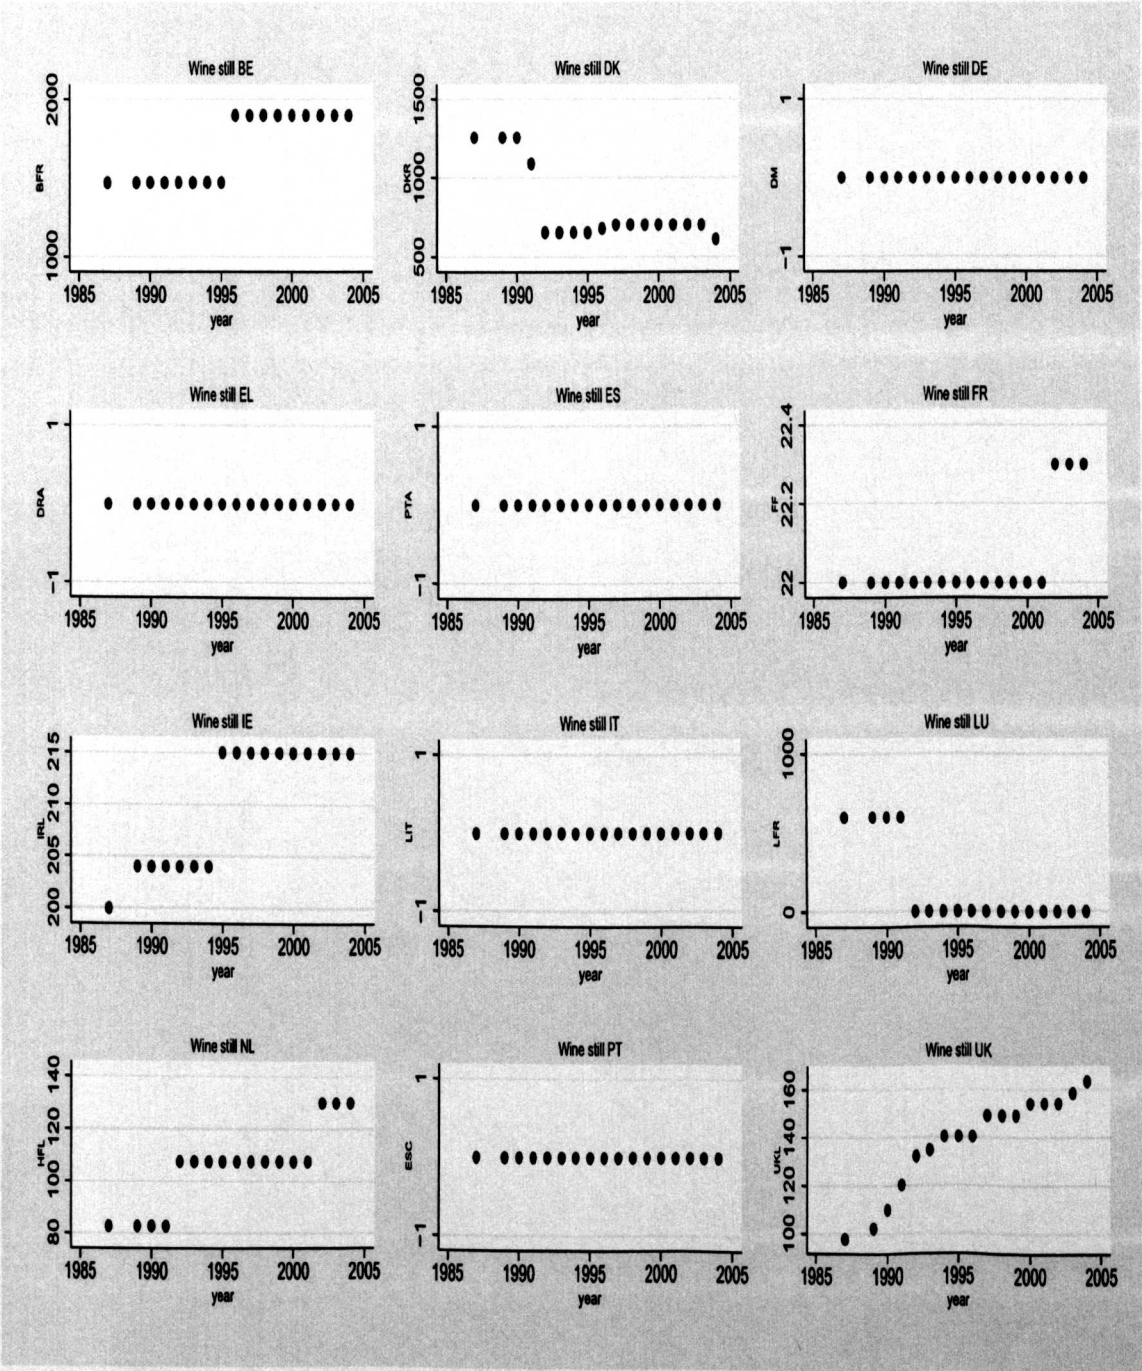 Wine still BE
BFR
2000
1000
1985 1990 1995 2000 2005
year
Wine still DK
DKR
1500
1000
500
1985 1990 1995 2000 2005
year
Wine still DE
DM
1
-1
1985 1990 1995 2000 2005
year
Wine still EL
DRA
1
-1
1985 1990 1995 2000 2005
year
Wine still ES
PTA
1
-1
1985 1990 1995 2000 2005
year
Wine still FR
FF
22.4
22.2
22
1985 1990 1995 2000 2005
year
Wine still IE
IRL
215
210
205
200
1985 1990 1995 2000 2005
year
Wine still IT
LIT
1
-1
1985 1990 1995 2000 2005
year
Wine still LU
LFR
1000
0
1985 1990 1995 2000 2005
year
Wine still NL
HFL
140
120
100
80
1985 1990 1995 2000 2005
year
Wine still PT
ESC
1
-1
1985 1990 1995 2000 2005
year
Wine still UK
UKL
160
140
120
100
1985 1990 1995 2000 2005
year